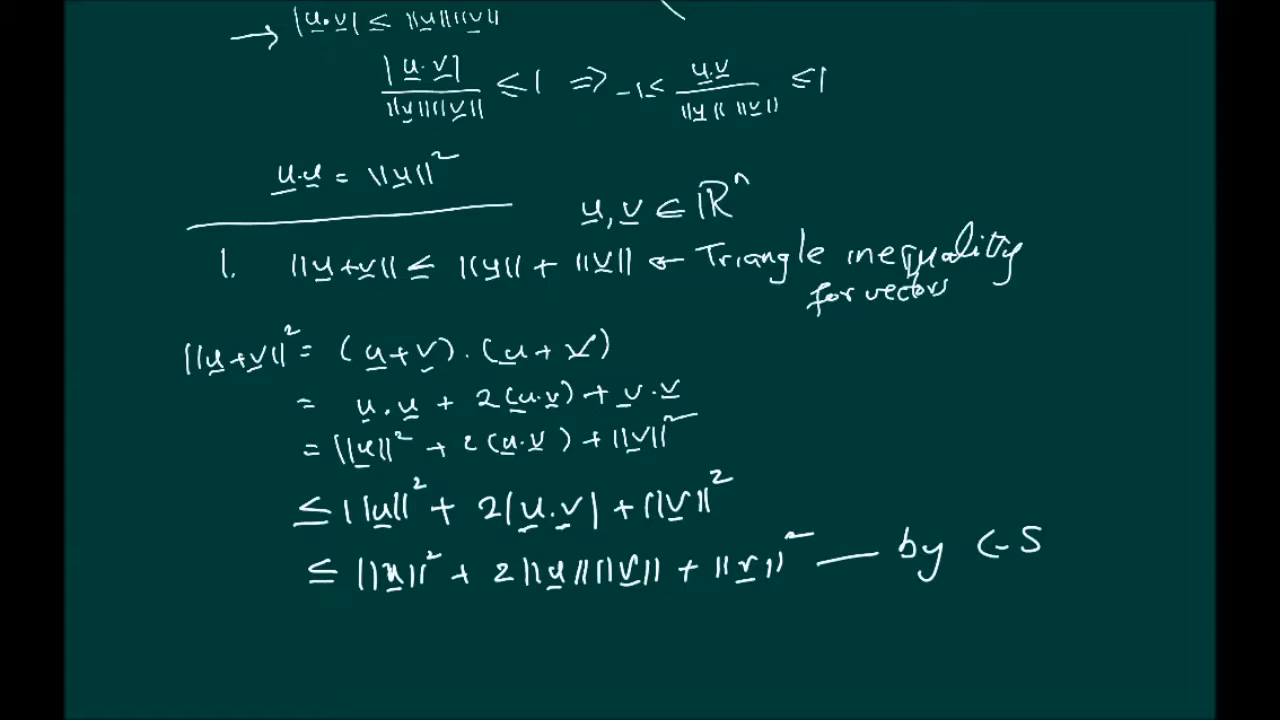 → |u·v| ≤ ||u||||v||
|u·v| / ||u||||v|| ≤ 1 ⇒ -1 ≤ u·v / ||u|| ||v|| ≤ 1
u·u = ||u||²
u, v ∈ ℝⁿ
1. ||u+v|| ≤ ||u|| + ||v|| ← Triangle inequality
for vectors
||u+v||² = (u+v)·(u+v)
= u·u + 2(u·v) + v·v
= ||u||² + 2(u·v) + ||v||²
≤ ||u||² + 2|u·v| + ||v||²
≤ ||u||² + 2||u||||v|| + ||v||² — by C-S